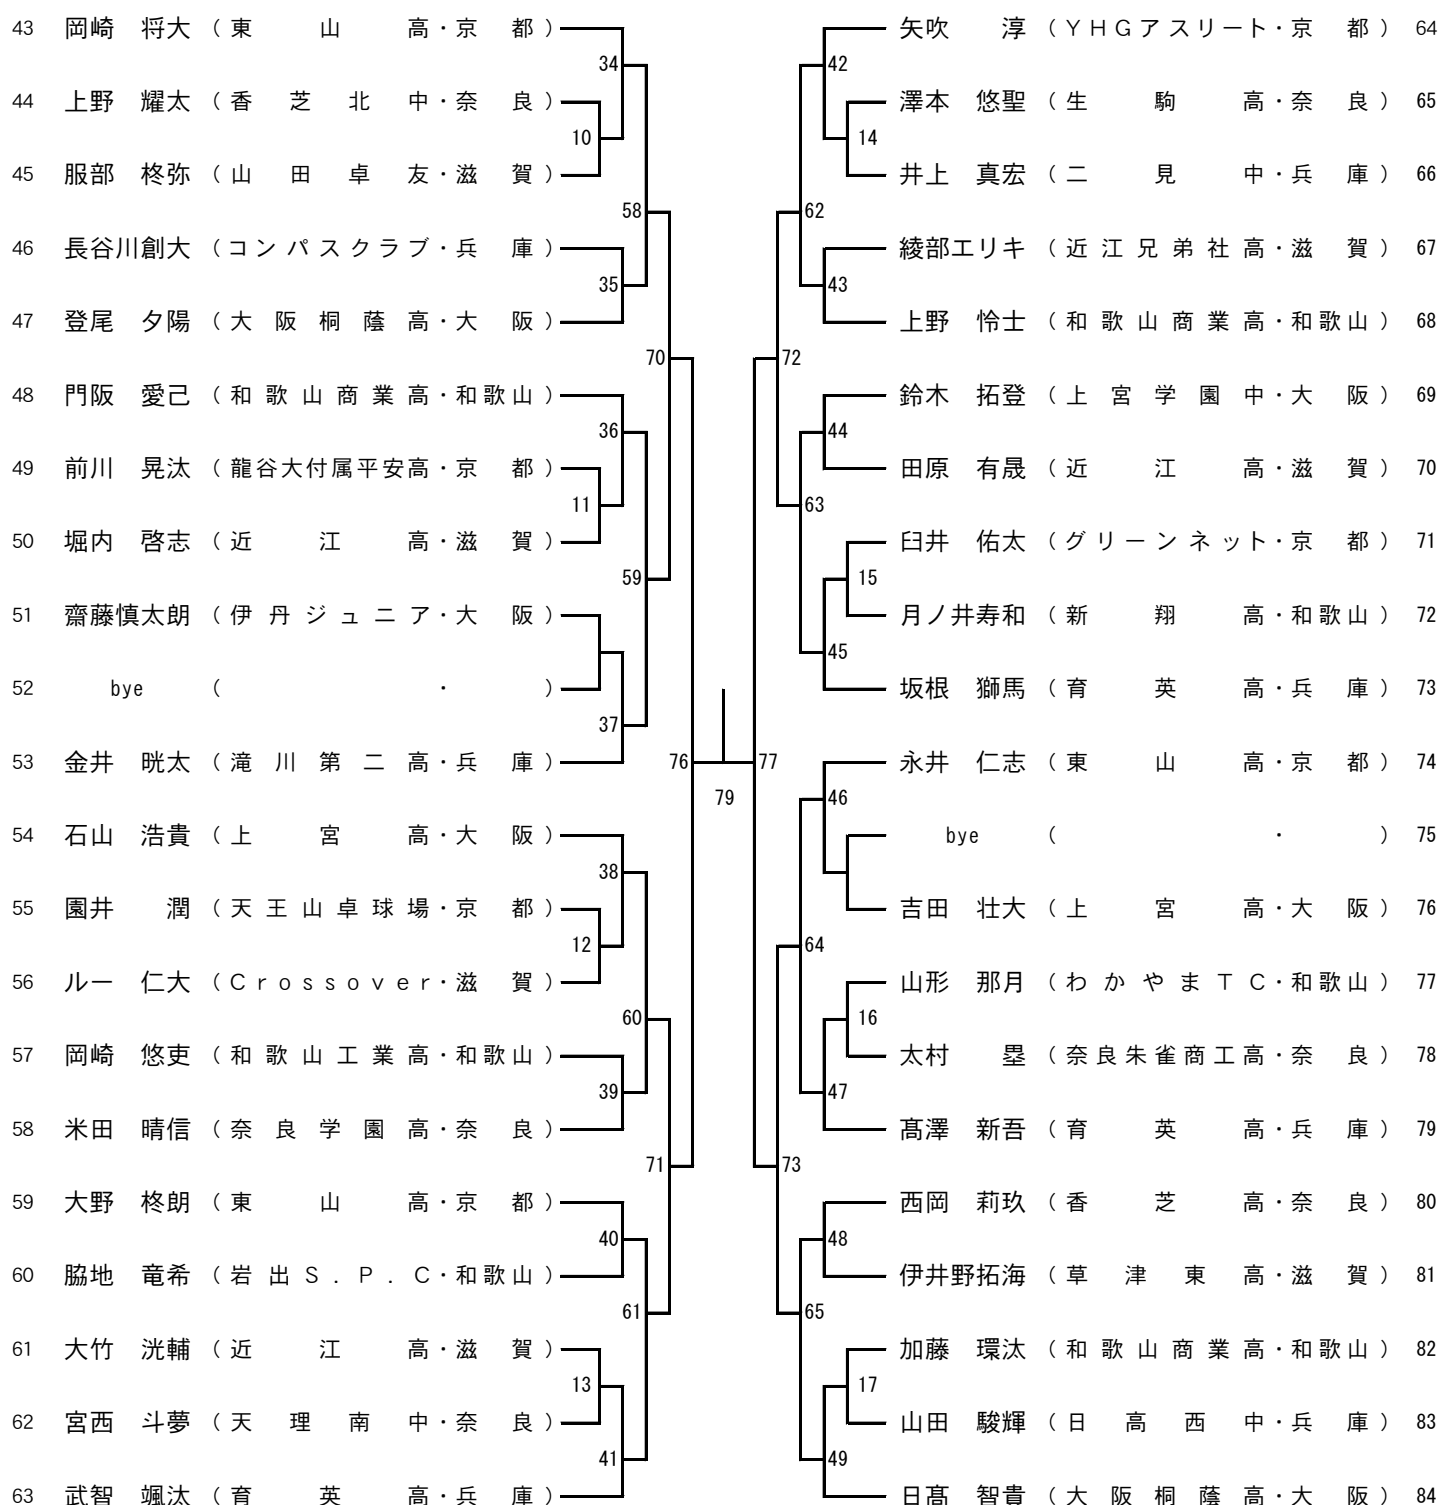 43 岡崎 将大 (東山高・京都)
34
44 上野 耀太 (香芝北中・奈良)
10
45 服部 柊弥 (山田卓友・滋賀)
58
46 長谷川創大 (コンパスクラブ・兵庫)
35
47 登尾 夕陽 (大阪桐蔭高・大阪)
70
48 門阪 愛己 (和歌山商業高・和歌山)
36
49 前川 晃汰 (龍谷大付属平安高・京都)
11
50 堀内 啓志 (近江高・滋賀)
59
51 齋藤慎太朗 (伊丹ジュニア・大阪)
52 bye ( ・ )
37
53 金井 晄太 (滝川第二高・兵庫)
76
54 石山 浩貴 (上宮高・大阪)
38
55 園井 潤 (天王山卓球場・京都)
12
56 ルー 仁大 (Crossover・滋賀)
60
57 岡崎 悠吏 (和歌山工業高・和歌山)
39
58 米田 晴信 (奈良学園高・奈良)
71
59 大野 柊朗 (東山高・京都)
40
60 脇地 竜希 (岩出S.P.C・和歌山)
61
61 大竹 洸輔 (近江高・滋賀)
13
62 宮西 斗夢 (天理南中・奈良)
41
63 武智 颯汰 (育英高・兵庫)
79
矢吹 淳 (YHGアスリート・京都) 64
42
澤本 悠聖 (生駒高・奈良) 65
14
井上 真宏 (二見中・兵庫) 66
62
綾部エリキ (近江兄弟社高・滋賀) 67
43
上野 怜士 (和歌山商業高・和歌山) 68
72
鈴木 拓登 (上宮学園中・大阪) 69
44
田原 有晟 (近江高・滋賀) 70
63
臼井 佑太 (グリーンネット・京都) 71
15
月ノ井寿和 (新翔高・和歌山) 72
45
坂根 獅馬 (育英高・兵庫) 73
77
永井 仁志 (東山高・京都) 74
46
bye ( ・ ) 75
吉田 壮大 (上宮高・大阪) 76
64
山形 那月 (わかやまTC・和歌山) 77
16
太村 塁 (奈良朱雀商工高・奈良) 78
47
髙澤 新吾 (育英高・兵庫) 79
73
西岡 莉玖 (香芝高・奈良) 80
48
伊井野拓海 (草津東高・滋賀) 81
65
加藤 環汰 (和歌山商業高・和歌山) 82
17
山田 駿輝 (日高西中・兵庫) 83
49
日髙 智貴 (大阪桐蔭高・大阪) 84